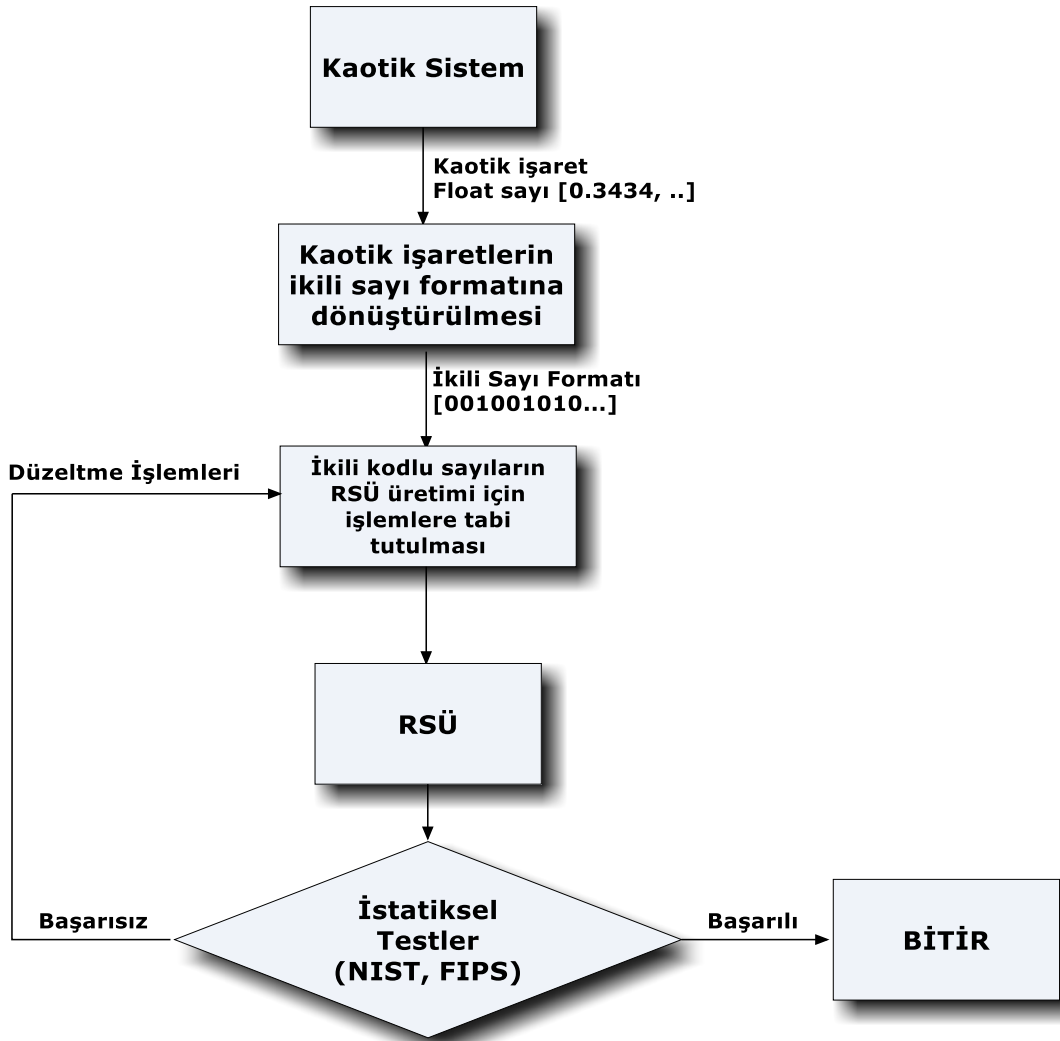 Kaotik Sistem
Kaotik işaret
Float sayı [0.3434, ..]
Kaotik işaretlerin
ikili sayı formatına
dönüştürülmesi
İkili Sayı Formatı
[001001010...]
Düzeltme İşlemleri
İkili kodlu sayıların
RSÜ üretimi için
işlemlere tabi
tutulması
RSÜ
Başarısız
İstatiksel
Testler
(NIST, FIPS)
Başarılı
BİTİR